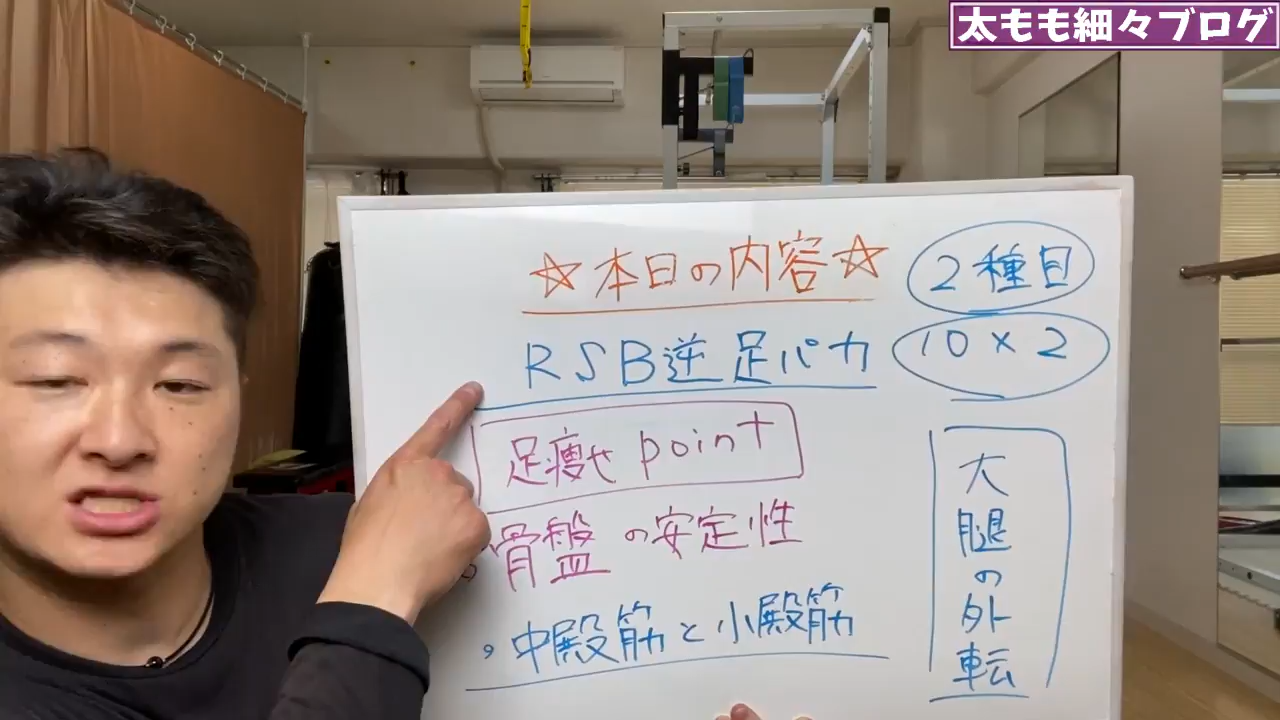 太もも細々ブログ
☆本日の内容☆
2種目
RSB逆足パカ
10×2
足痩せpoint
・骨盤の安定性
・中殿筋と小殿筋
大腿の外転